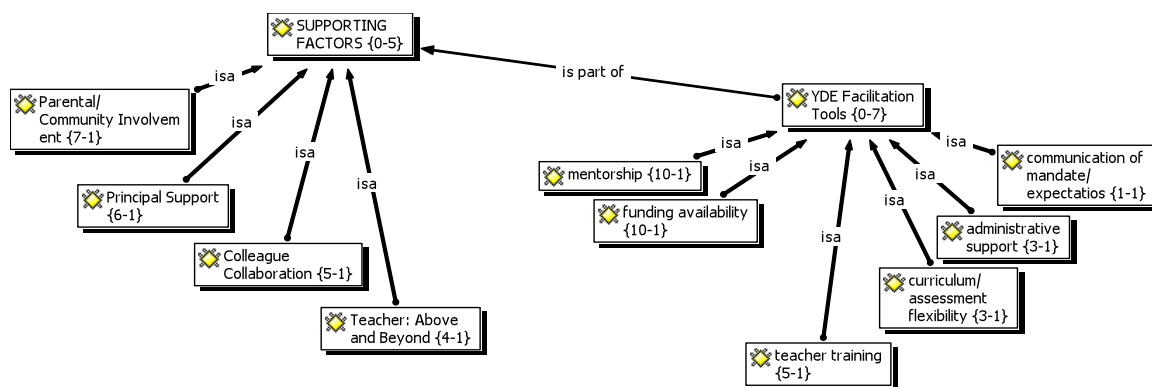 SUPPORTING
FACTORS {0-5}
is part of
isa
Parental/
Community Involvem
ent {7-1}
YDE Facilitation
Tools {0-7}
isa
isa
isa
isa
communication of
mandate/
expectatios {1-1}
mentorship {10-1}
isa
isa
Principal Support
{6-1}
isa
isa
funding availability
{10-1}
administrative
support {3-1}
isa
Colleague
Collaboration {5-1}
curriculum/
assessment
flexibility {3-1}
Teacher: Above
and Beyond {4-1}
teacher training
{5-1}